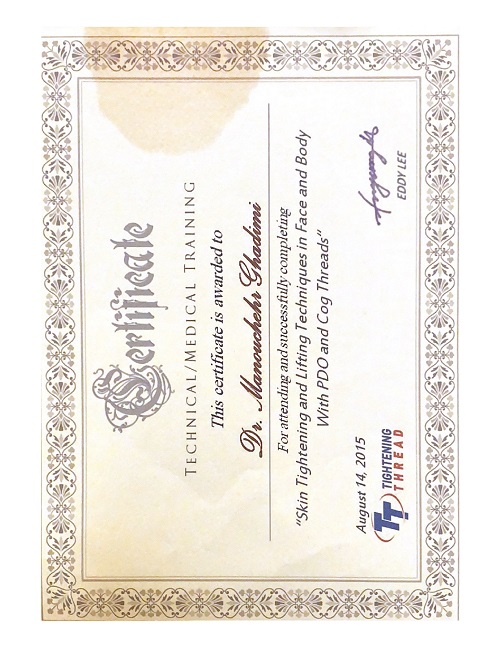 Certificate
TECHNICAL/MEDICAL TRAINING
This certificate is awarded to
Dr. Manouchehr Ghadimi
For attending and successfully completing
"Skin Tightening and Lifting Techniques in Face and Body
With PDO and Cog Threads"
August 14, 2015
TT TIGHTENING
THREAD
EDDY LEE